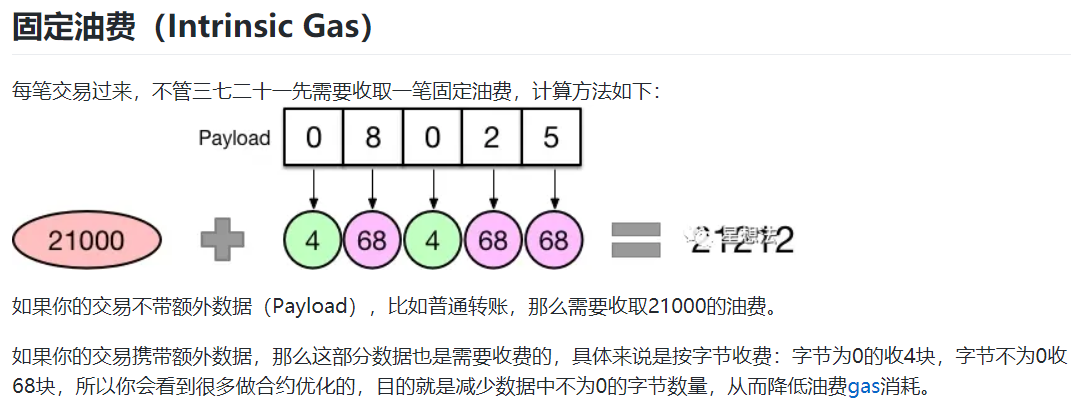 固定油费（Intrinsic Gas）
每笔交易过来，不管三七二十一先需要收取一笔固定油费，计算方法如下：
Payload 0 8 0 2 5
21000 4 68 4 68 68 21212
星想法
如果你的交易不带额外数据（Payload），比如普通转账，那么需要收取21000的油费。
如果你的交易携带额外数据，那么这部分数据也是需要收费的，具体来说是按字节收费：字节为0的收4块，字节不为0收
68块，所以你会看到很多做合约优化的，目的就是减少数据中不为0的字节数量，从而降低油费gas消耗。